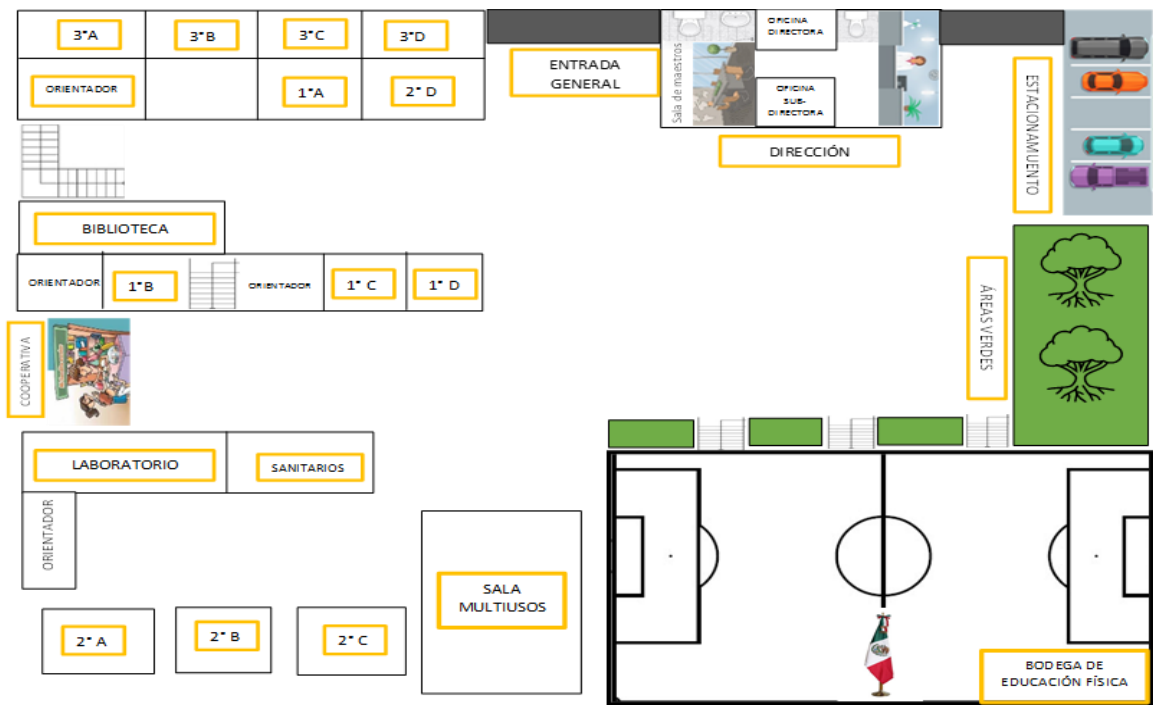 3°A
3°B
3°C
3°D
ORIENTADOR
1°A
2° D
ENTRADA
GENERAL
Sala de maestros
OFICINA
DIRECTORA
OFICINA
SUB-
DIRECTORA
DIRECCIÓN
ESTACIONAMUENTO
BIBLIOTECA
ORIENTADOR
1°B
ORIENTADOR
1° C
1° D
ÁREAS VERDES
COOPERATIVA
LABORATORIO
SANITARIOS
ORIENTADOR
2° A
2° B
2° C
SALA
MULTIUSOS
BODEGA DE
EDUCACIÓN FÍSICA